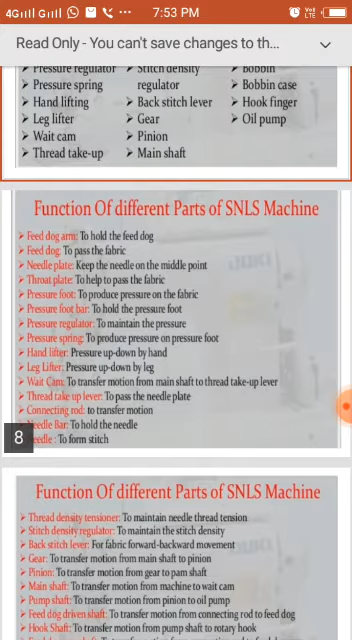 4G 7:53 PM
Read Only - You can't save changes to th...
➤ Pressure regulator ➤ Stitch density ➤ Bobbin
➤ Pressure spring regulator ➤ Bobbin case
➤ Hand lifting ➤ Back stitch lever ➤ Hook finger
➤ Leg lifter ➤ Gear ➤ Oil pump
➤ Wait cam ➤ Pinion
➤ Thread take-up ➤ Main shaft
Function Of different Parts of SNLS Machine
➤ Feed dog arm: To hold the feed dog
➤ Feed dog: To pass the fabric
➤ Needle plate: Keep the needle on the middle point
➤ Throat plate: To help to pass the fabric
➤ Pressure foot: To produce pressure on the fabric
➤ Pressure foot bar: To hold the pressure foot
➤ Pressure regulator: To maintain the pressure
➤ Pressure spring: To produce pressure on pressure foot
➤ Hand lifter: Pressure up-down by hand
➤ Leg Lifter: Pressure up-down by leg
➤ Wait Cam: To transfer motion from main shaft to thread take-up lever
➤ Thread take up lever: To pass the needle plate
➤ Connecting rod: to transfer motion
Needle Bar: To hold the needle
8 Needle : To form stitch
Function Of different Parts of SNLS Machine
➤ Thread density tensioner: To maintain needle thread tension
➤ Stitch density regulator: To maintain the stitch density
➤ Back stitch lever: For fabric forward-backward movement
➤ Gear: To transfer motion from main shaft to pinion
➤ Pinion: To transfer motion from gear to pam shaft
➤ Main shaft: To transfer motion from machine to wait cam
➤ Pump shaft: To transfer motion from pinion to oil pump
➤ Feed dog driven shaft: To transfer motion from connecting rod to feed dog
➤ Hook Shaft: To transfer motion from pump shaft to rotary hook